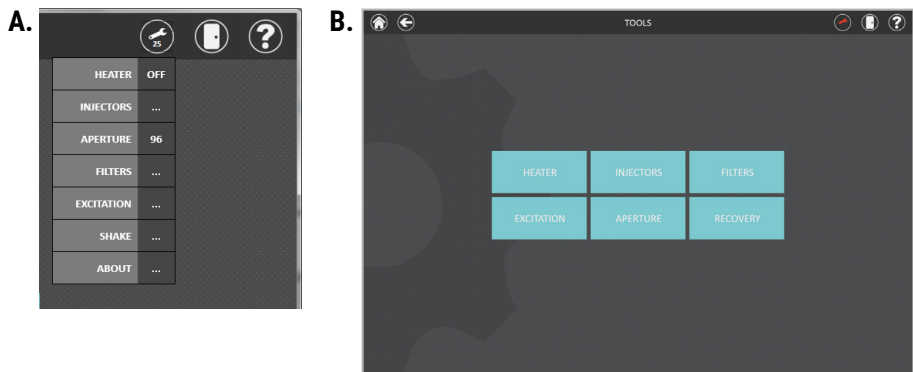 A.
25
?
HEATER OFF
INJECTORS ...
APERTURE 96
FILTERS ...
EXCITATION ...
SHAKE ...
ABOUT ...
B.
TOOLS
?
HEATER INJECTORS FILTERS
EXCITATION APERTURE RECOVERY